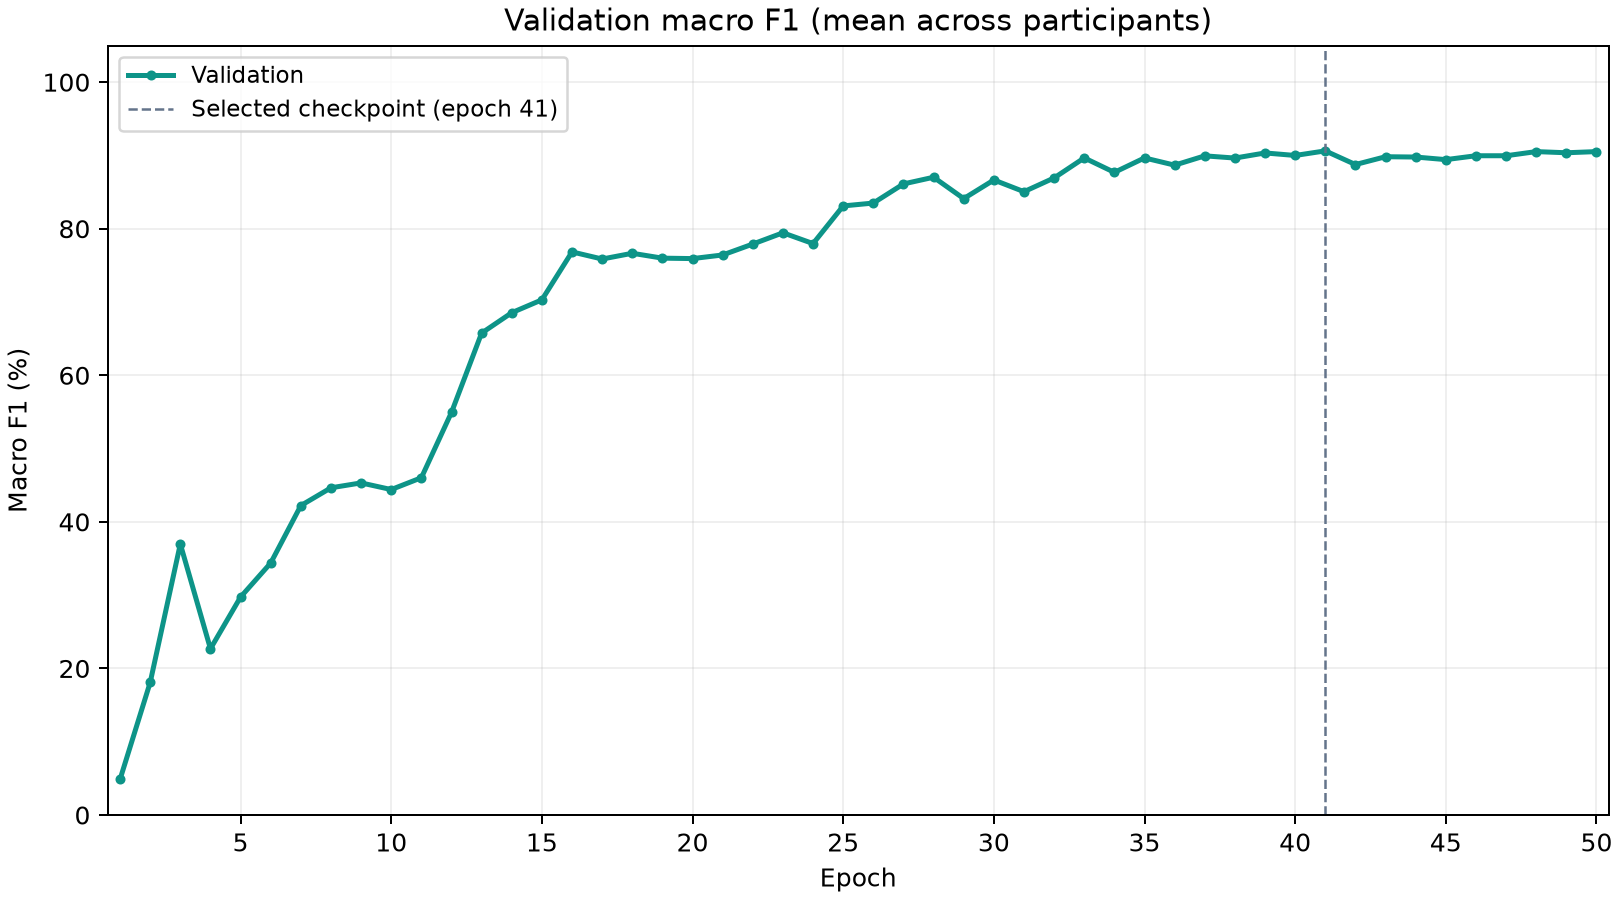 Validation macro F1 (mean across participants)
Validation
Selected checkpoint (epoch 41)
Macro F1 (%)
100
80
60
40
20
0
5 10 15 20 25 30 35 40 45 50
Epoch